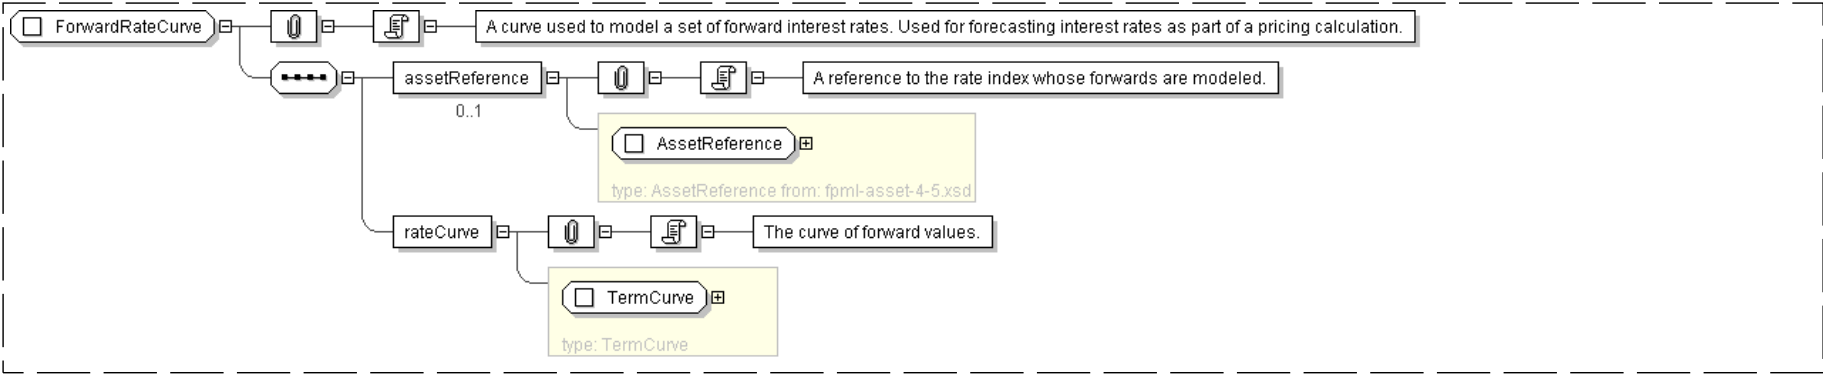 ForwardRateCurve
A curve used to model a set of forward interest rates. Used for forecasting interest rates as part of a pricing calculation.
assetReference
A reference to the rate index whose forwards are modeled.
0..1
AssetReference
type: AssetReference from: fpml-asset-4-5.xsd
rateCurve
The curve of forward values.
TermCurve
type: TermCurve